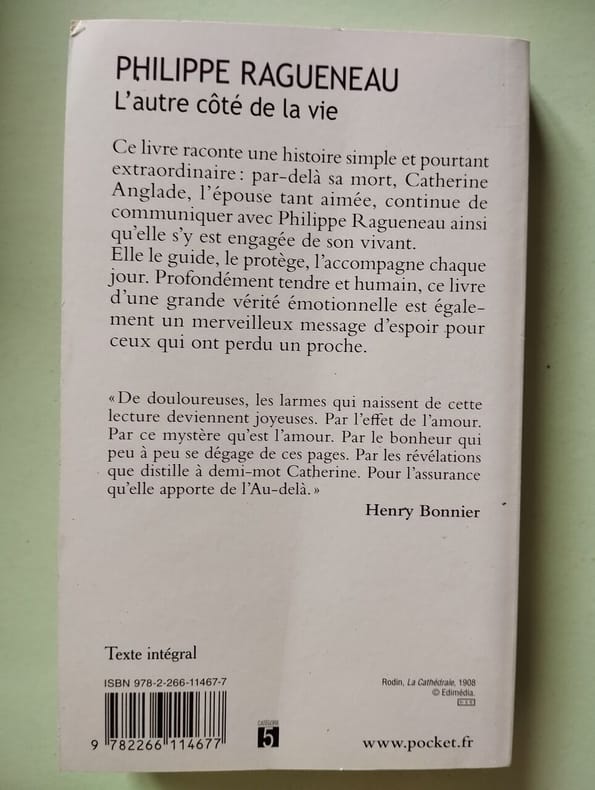 PHILIPPE RAGUENEAU
L'autre côté de la vie
Ce livre raconte une histoire simple et pourtant
extraordinaire : par-delà sa mort, Catherine
Anglade, l'épouse tant aimée, continue de
communiquer avec Philippe Ragueneau ainsi
qu'elle s'y est engagée de son vivant.
Elle le guide, le protège, l'accompagne chaque
jour. Profondément tendre et humain, ce livre
d'une grande vérité émotionnelle est égale-
ment un merveilleux message d'espoir pour
ceux qui ont perdu un proche.
« De douloureuses, les larmes qui naissent de cette
lecture deviennent joyeuses. Par l'effet de l'amour.
Par ce mystère qu'est l'amour. Par le bonheur qui
peu à peu se dégage de ces pages. Par les révélations
que distille à demi-mot Catherine. Pour l'assurance
qu'elle apporte de l'Au-delà. »
Henry Bonnier
Texte intégral
ISBN 978-2-266-11467-7
9 782266 114677
CATÉGORIE
5
Rodin, La Cathédrale, 1908
© Edimédia.
www.pocket.fr